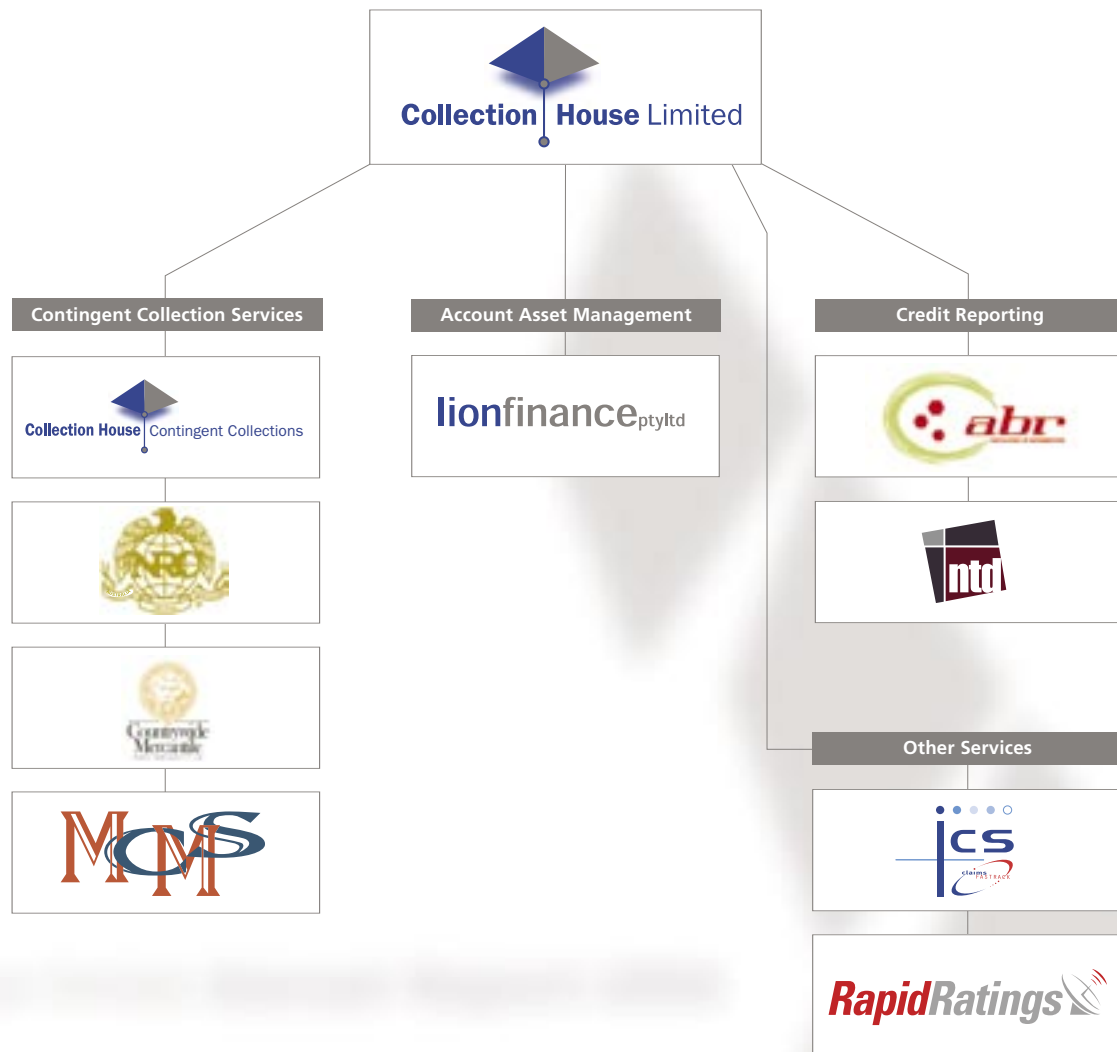 Collection House Limited
Contingent Collection Services
Account Asset Management
Credit Reporting
Collection House Contingent Collections
lionfinanceptyltd
abr
NRC
ntd
Countrywide
Mercantile
Other Services
MCMS
ics
claims
FASTRACK
RapidRatings